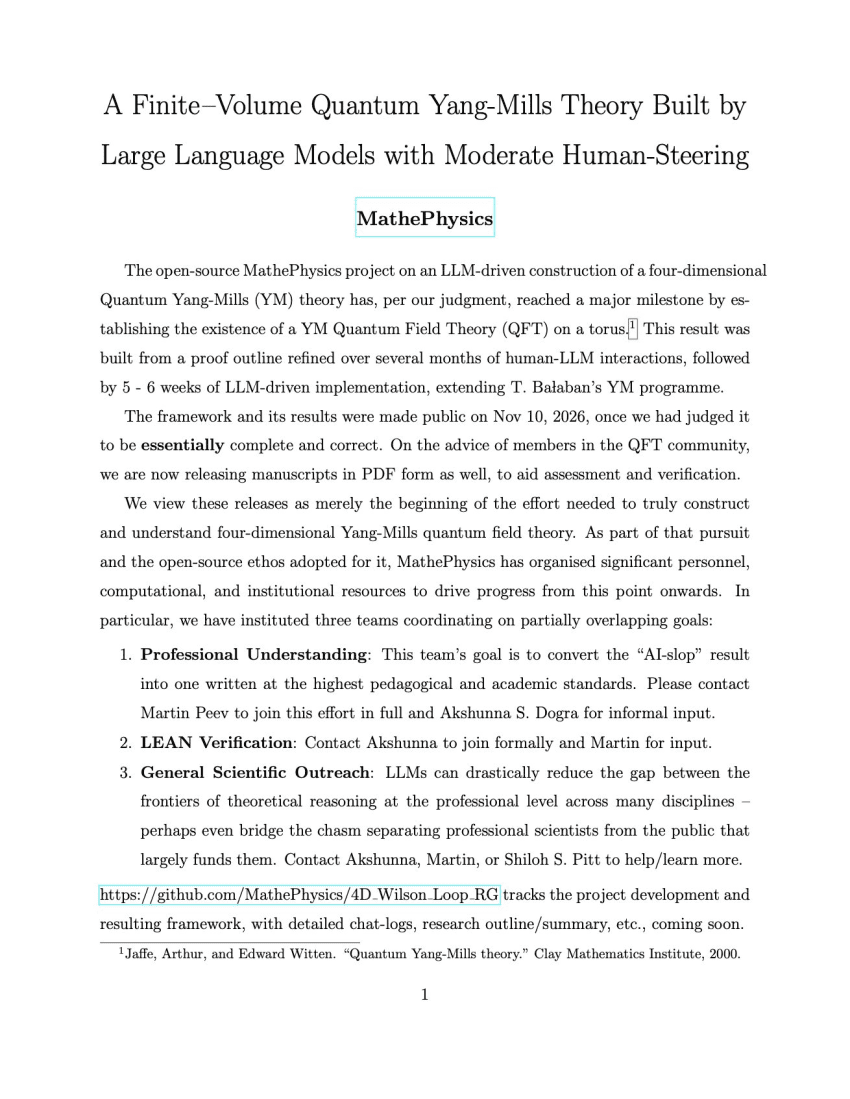 A Finite–Volume Quantum Yang-Mills Theory Built by
Large Language Models with Moderate Human-Steering
MathePhysics
The open-source MathePhysics project on an LLM-driven construction of a four-dimensional
Quantum Yang-Mills (YM) theory has, per our judgment, reached a major milestone by es-
tablishing the existence of a YM Quantum Field Theory (QFT) on a torus.1 This result was
built from a proof outline refined over several months of human-LLM interactions, followed
by 5 - 6 weeks of LLM-driven implementation, extending T. Bałaban's YM programme.
The framework and its results were made public on Nov 10, 2026, once we had judged it
to be essentially complete and correct. On the advice of members in the QFT community,
we are now releasing manuscripts in PDF form as well, to aid assessment and verification.
We view these releases as merely the beginning of the effort needed to truly construct
and understand four-dimensional Yang-Mills quantum field theory. As part of that pursuit
and the open-source ethos adopted for it, MathePhysics has organised significant personnel,
computational, and institutional resources to drive progress from this point onwards. In
particular, we have instituted three teams coordinating on partially overlapping goals:
1. Professional Understanding: This team's goal is to convert the “AI-slop” result
into one written at the highest pedagogical and academic standards. Please contact
Martin Peev to join this effort in full and Akshunna S. Dogra for informal input.
2. LEAN Verification: Contact Akshunna to join formally and Martin for input.
3. General Scientific Outreach: LLMs can drastically reduce the gap between the
frontiers of theoretical reasoning at the professional level across many disciplines –
perhaps even bridge the chasm separating professional scientists from the public that
largely funds them. Contact Akshunna, Martin, or Shiloh S. Pitt to help/learn more.
https://github.com/MathePhysics/4D_Wilson_Loop_RG tracks the project development and
resulting framework, with detailed chat-logs, research outline/summary, etc., coming soon.
1Jaffe, Arthur, and Edward Witten. “Quantum Yang-Mills theory.” Clay Mathematics Institute, 2000.
1